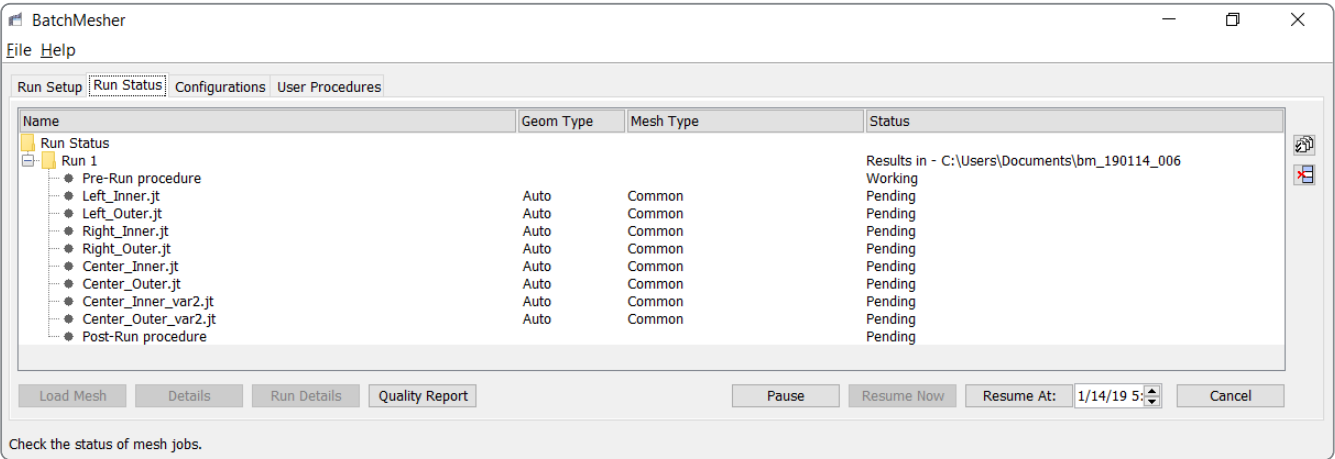 BatchMesher
File Help
Run Setup Run Status Configurations User Procedures
Name Geom Type Mesh Type Status
Run Status
Run 1 Results in - C:\Users\Documents\bm_190114_006
Pre-Run procedure Working
Left_Inner.jt Auto Common Pending
Left_Outer.jt Auto Common Pending
Right_Inner.jt Auto Common Pending
Right_Outer.jt Auto Common Pending
Center_Inner.jt Auto Common Pending
Center_Outer.jt Auto Common Pending
Center_Inner_var2.jt Auto Common Pending
Center_Outer_var2.jt Auto Common Pending
Post-Run procedure Pending
Load Mesh Details Run Details Quality Report Pause Resume Now Resume At: 1/14/19 5: Cancel
Check the status of mesh jobs.